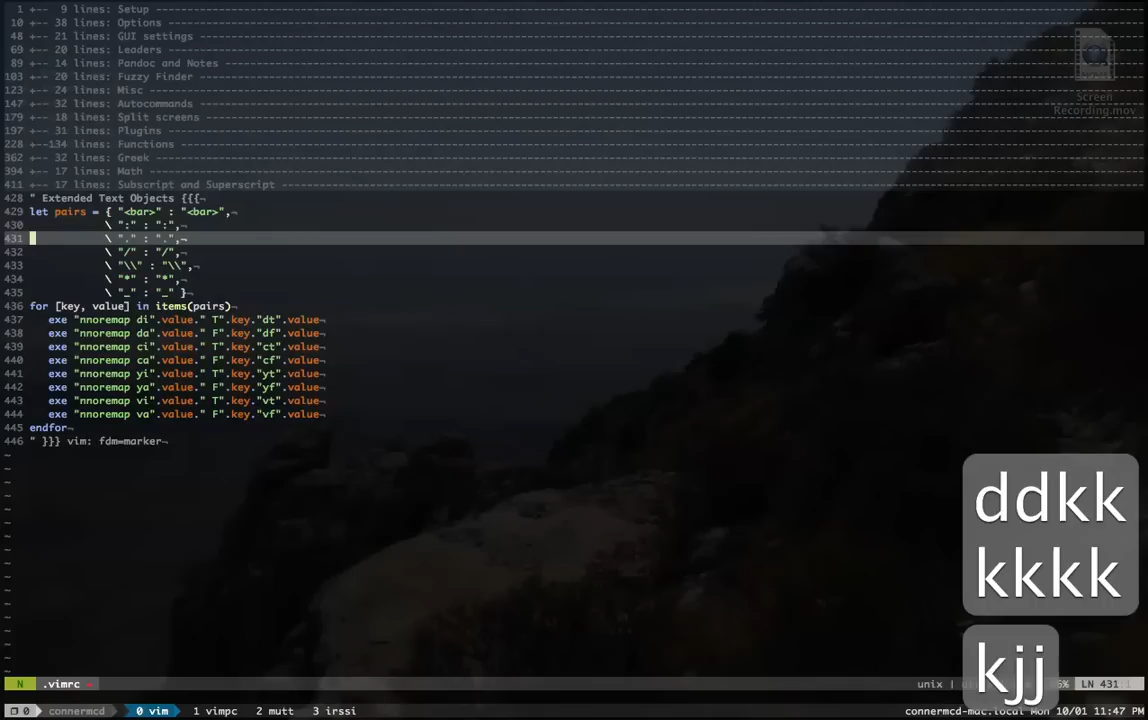 1 +-- 9 lines: Setup
10 +-- 38 lines: Options
48 +-- 21 lines: GUI settings
69 +-- 20 lines: Leaders
89 +-- 14 lines: Pandoc and Notes
103 +-- 20 lines: Fuzzy Finder
123 +-- 24 lines: Misc
147 +-- 32 lines: Autocommands
179 +-- 18 lines: Split screens
197 +-- 31 lines: Plugins
228 +--134 lines: Functions
362 +-- 32 lines: Greek
394 +-- 17 lines: Math
411 +-- 17 lines: Subscript and Superscript
Screen
Recording.mov
428 " Extended Text Objects {{{¬
429 let pairs = { "<bar>" : "<bar>",¬
430 \ ":" : ":",¬
431 \ "." : ".",¬
432 \ "/" : "/",¬
433 \ "\\" : "\\",¬
434 \ "*" : "*",¬
435 \ "_" : "_" }¬
436 for [key, value] in items(pairs)¬
437 exe "nnoremap di".value." T".key."dt".value¬
438 exe "nnoremap da".value." F".key."df".value¬
439 exe "nnoremap ci".value." T".key."ct".value¬
440 exe "nnoremap ca".value." F".key."cf".value¬
441 exe "nnoremap yi".value." T".key."yt".value¬
442 exe "nnoremap ya".value." F".key."yf".value¬
443 exe "nnoremap vi".value." T".key."vt".value¬
444 exe "nnoremap va".value." F".key."vf".value¬
445 endfor¬
446 " }}} vim: fdm=marker¬
ddkk
kkkk
kjj
N .vimrc unix | LN 431:1
0 connermcd 0 vim 1 vimpc 2 mutt 3 irssi connermcd-mac.local Mon 10/01 11:47 PM